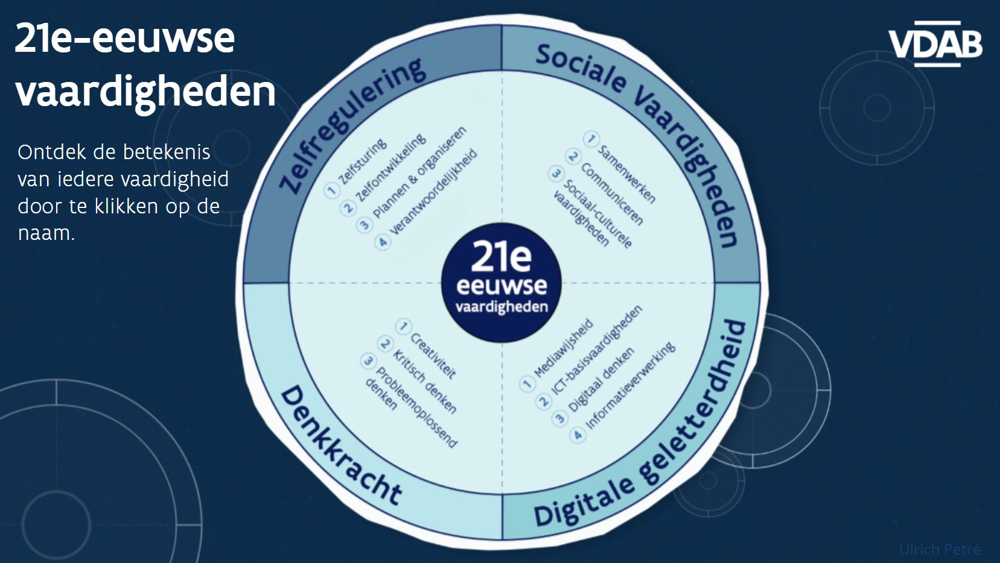 21e-eeuwse
vaardigheden
Ontdek de betekenis
van iedere vaardigheid
door te klikken op de
naam.
VDAB
Zelfregulering
1 Zelfsturing
2 Zelfontwikkeling
3 Plannen & organiseren
4 Verantwoordelijkheid
Sociale Vaardigheden
1 Samenwerken
2 Communiceren
3 Sociaal-culturele
vaardigheden
21e
eeuwse
vaardigheden
Denkkracht
1 Creativiteit
2 Kritisch denken
3 Probleemoplossend
denken
Digitale geletterdheid
1 Mediawijsheid
2 ICT-basisvaardigheden
3 Digitaal denken
4 Informatieverwerking
Ulrich Petré